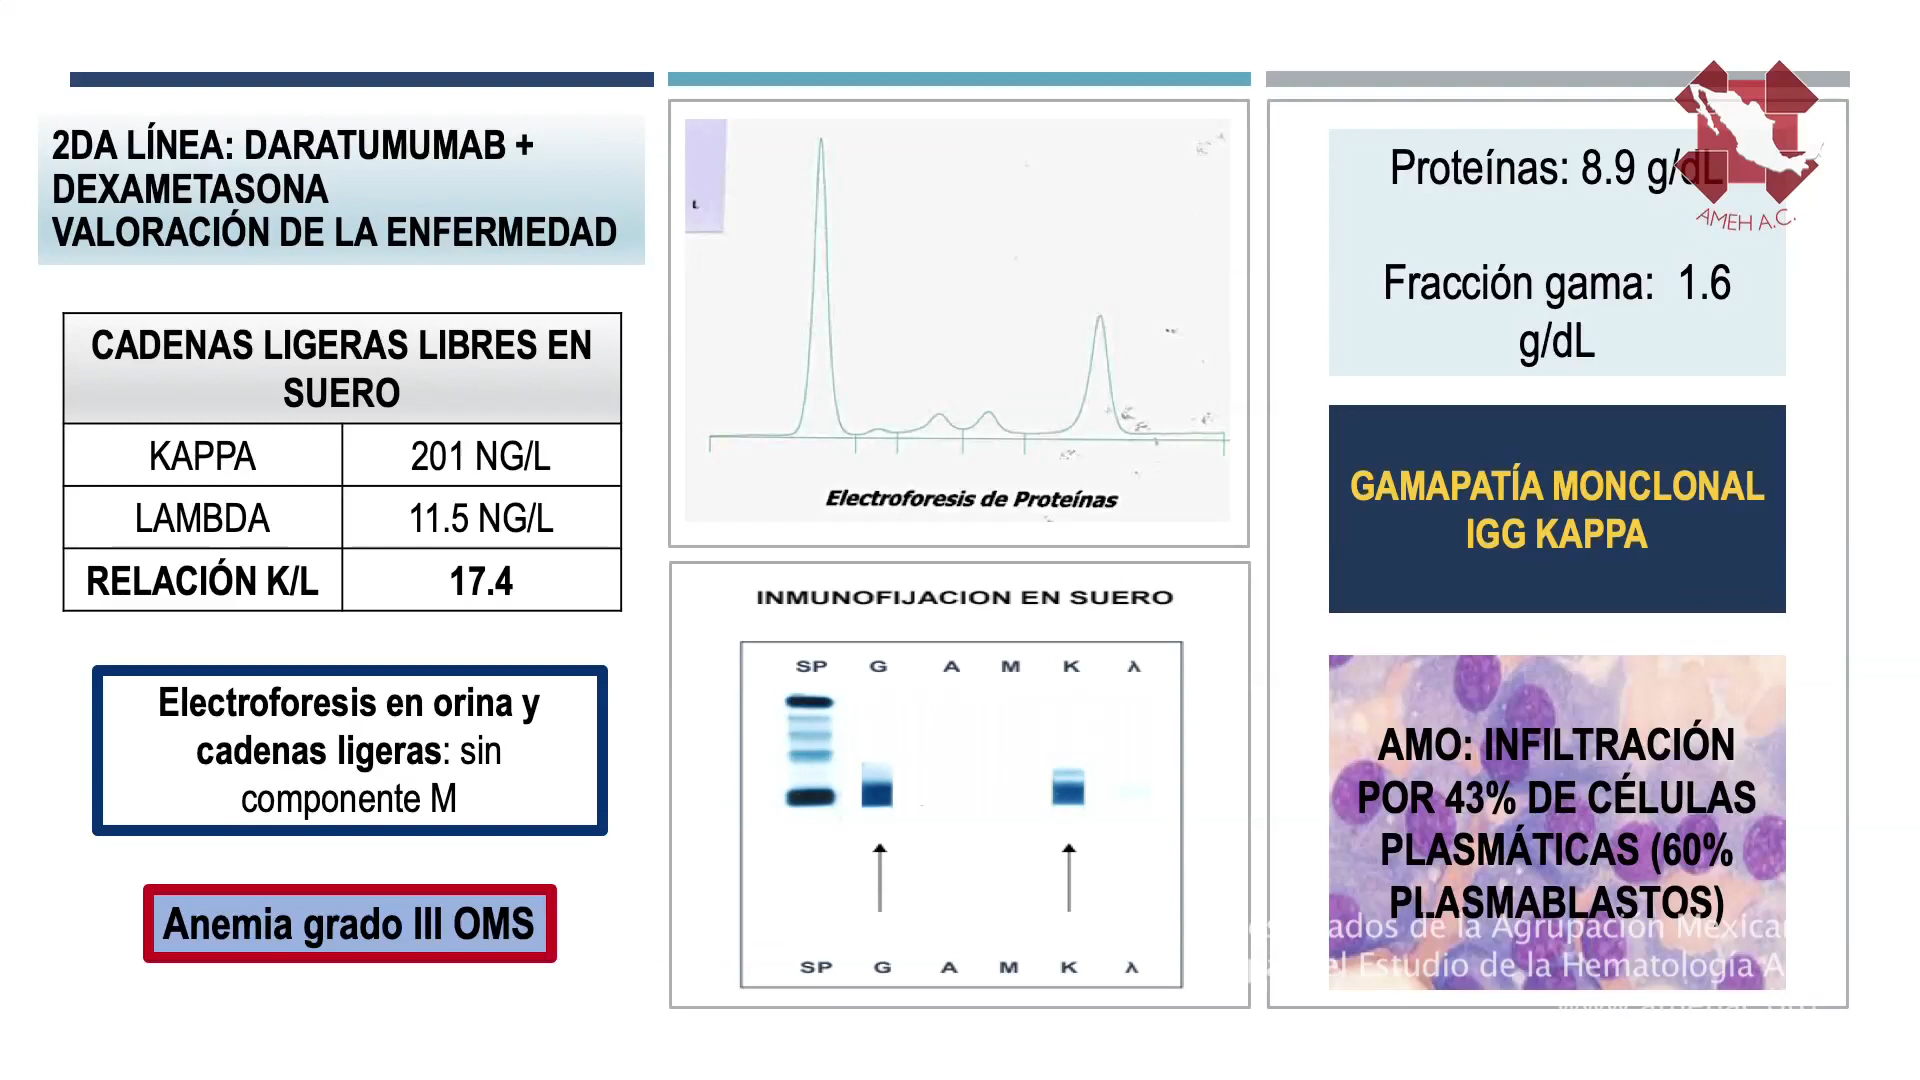 2DA LÍNEA: DARATUMUMAB +
DEXAMETASONA
VALORACIÓN DE LA ENFERMEDAD
CADENAS LIGERAS LIBRES EN
SUERO
KAPPA 201 NG/L
LAMBDA 11.5 NG/L
RELACIÓN K/L 17.4
Electroforesis en orina y
cadenas ligeras: sin
componente M
Anemia grado III OMS
L
Electroforesis de Proteínas
INMUNOFIJACION EN SUERO
SP G A M K λ
SP G A M K λ
Proteínas: 8.9 g/dL
AMEH A.C.
Fracción gama: 1.6
g/dL
GAMAPATÍA MONCLONAL
IGG KAPPA
AMO: INFILTRACIÓN
POR 43% DE CÉLULAS
PLASMÁTICAS (60%
PLASMABLASTOS)
ados de la Agrupación Mexica
el Estudio de la Hematología A